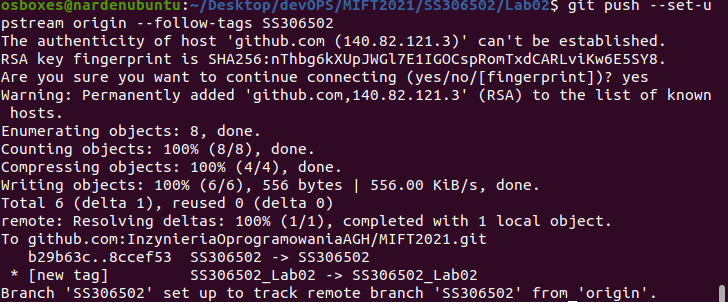 osboxes@nardenubuntu:~/Desktop/devOPS/MIFT2021/SS306502/Lab02$ git push --set-u
pstream origin --follow-tags SS306502
The authenticity of host 'github.com (140.82.121.3)' can't be established.
RSA key fingerprint is SHA256:nThbg6kXUpJWGl7E1IGOCspRomTxdCARLviKw6E5SY8.
Are you sure you want to continue connecting (yes/no/[fingerprint])? yes
Warning: Permanently added 'github.com,140.82.121.3' (RSA) to the list of known
 hosts.
Enumerating objects: 8, done.
Counting objects: 100% (8/8), done.
Compressing objects: 100% (4/4), done.
Writing objects: 100% (6/6), 556 bytes | 556.00 KiB/s, done.
Total 6 (delta 1), reused 0 (delta 0)
remote: Resolving deltas: 100% (1/1), completed with 1 local object.
To github.com:InzynieriaOprogramowaniaAGH/MIFT2021.git
   b29b63c..8ccef53  SS306502 -> SS306502
 * [new tag]         SS306502_Lab02 -> SS306502_Lab02
Branch 'SS306502' set up to track remote branch 'SS306502' from 'origin'.